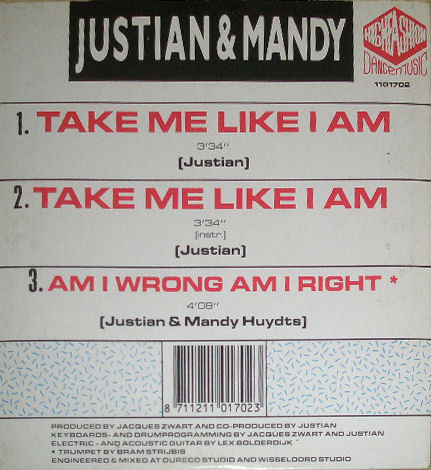 JUSTIAN & MANDY
HIGH FASHION
DANCE MUSIC
1101702
1. TAKE ME LIKE I AM
3'34"
(Justian)
2. TAKE ME LIKE I AM
3'34"
(instr.)
(Justian)
3. AM I WRONG AM I RIGHT *
4'08"
(Justian & Mandy Huydts)
8 711211 017023
PRODUCED BY JACQUES ZWART AND CO-PRODUCED BY JUSTIAN
KEYBOARDS- AND DRUMPROGRAMMING BY JACQUES ZWART AND JUSTIAN
ELECTRIC - AND ACOUSTIC GUITAR BY LEX BOLDERDIJK
* TRUMPET BY BRAM STRIJBIS
ENGINEERED & MIXED AT DURECO STUDIO AND WISSELOORD STUDIO